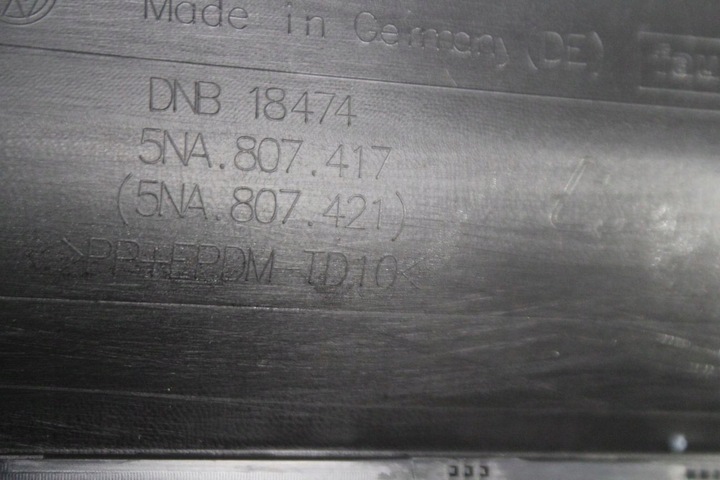 Made in Germany (DE)
DNB 18474
5NA.807.417
(5NA.807.421)
>PP+EPDM-TD10<